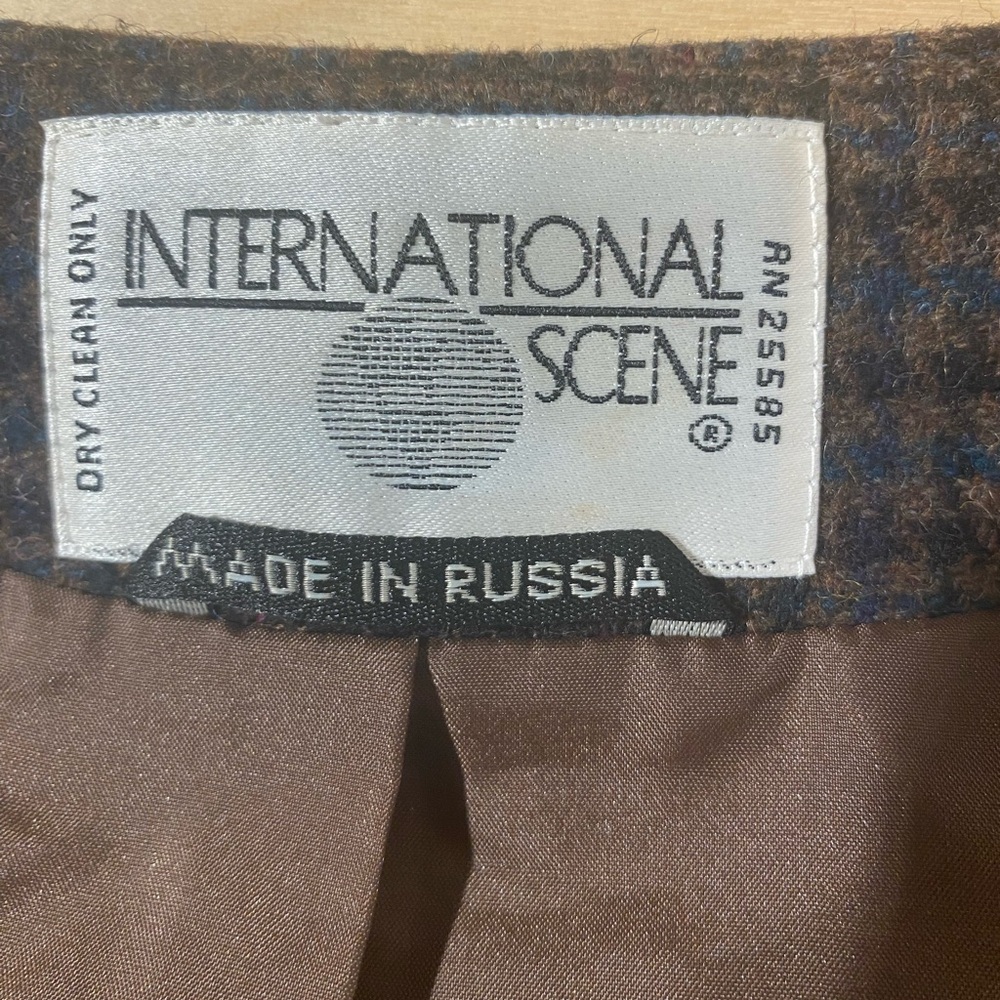 DRY CLEAN ONLY
INTERNATIONAL
SCENE®
RN 25585
MADE IN RUSSIA